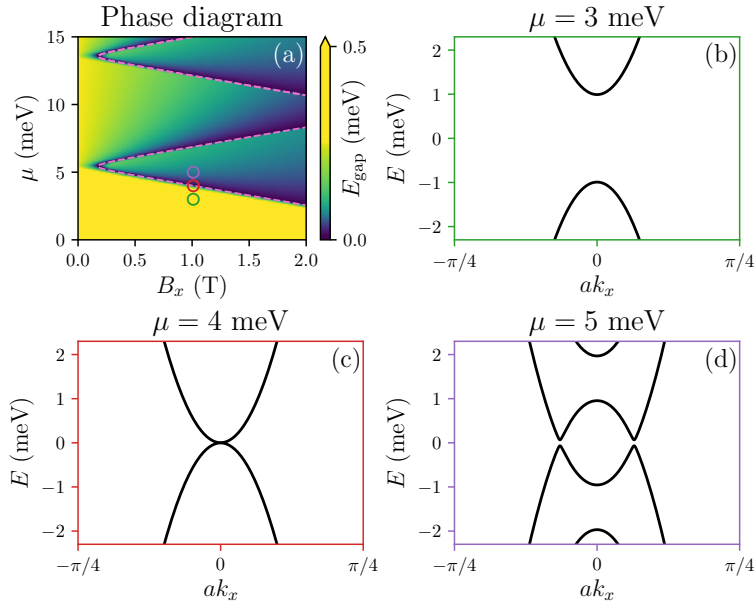 Phase diagram
(a)
15
10
5
0
μ (meV)
0.0
0.5
1.0
1.5
2.0
B_x (T)
0.5
0.0
E_gap (meV)
μ = 3 meV
(b)
2
1
0
−1
−2
E (meV)
−π/4
0
π/4
ak_x
μ = 4 meV
(c)
2
1
0
−1
−2
E (meV)
−π/4
0
π/4
ak_x
μ = 5 meV
(d)
2
1
0
−1
−2
E (meV)
−π/4
0
π/4
ak_x